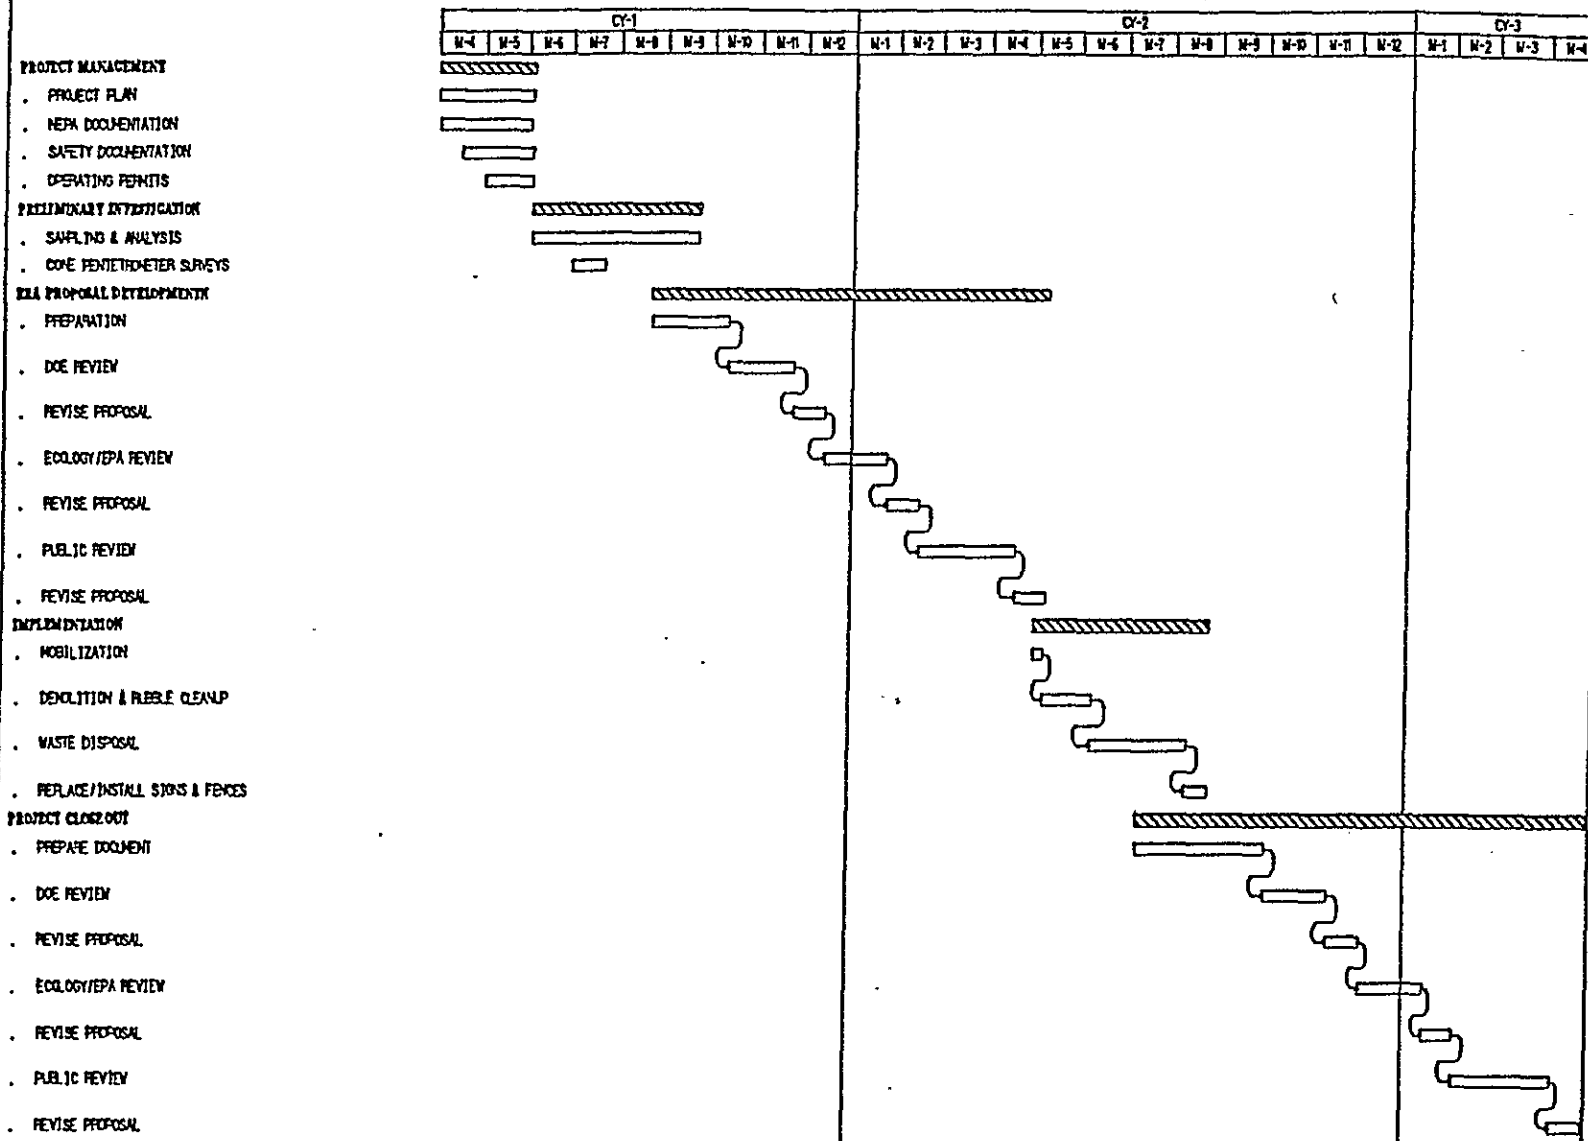 CY-1 CY-2 CY-3
M-4 M-5 M-6 M-7 M-8 M-9 M-10 M-11 M-12 M-1 M-2 M-3 M-4 M-5 M-6 M-7 M-8 M-9 M-10 M-11 M-12 M-1 M-2 M-3 M-4
PROJECT MANAGEMENT
. PROJECT PLAN
. NEPA DOCUMENTATION
. SAFETY DOCUMENTATION
. OPERATING PERMITS
PRELIMINARY INVESTIGATION
. SAMPLING & ANALYSIS
. CONE PENTETROMETER SURVEYS
ERA PROPOSAL DEVELOPMENTN
. PREPARATION
. DOE REVIEW
. REVISE PROPOSAL
. ECOLOGY/EPA REVIEW
. REVISE PROPOSAL
. PUBLIC REVIEW
. REVISE PROPOSAL
IMPLEMENTATION
. MOBILIZATION
. DEMOLITION & RUBBLE CLEANUP
. WASTE DISPOSAL
. REPLACE/INSTALL SIGNS & FENCES
PROJECT CLOSEOUT
. PREPARE DOCUMENT
. DOE REVIEW
. REVISE PROPOSAL
. ECOLOGY/EPA REVIEW
. REVISE PROPOSAL
. PUBLIC REVIEW
. REVISE PROPOSAL